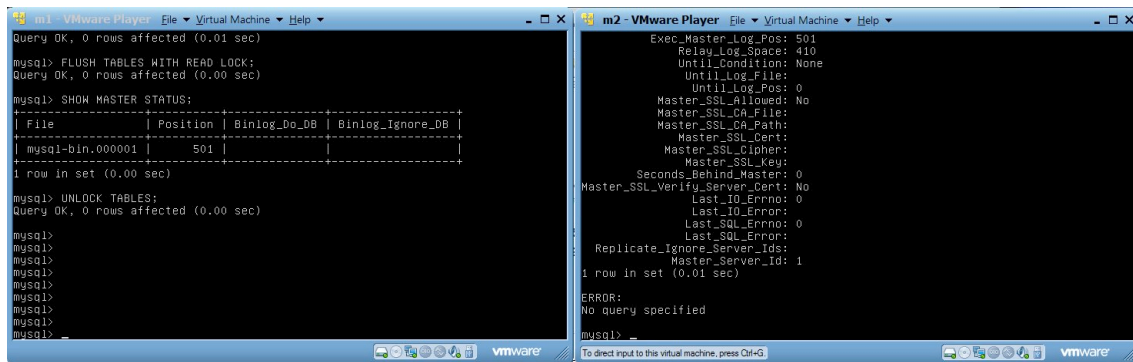 m1 - VMware Player File Virtual Machine Help
Query OK, 0 rows affected (0.01 sec)
mysql> FLUSH TABLES WITH READ LOCK;
Query OK, 0 rows affected (0.00 sec)
mysql> SHOW MASTER STATUS;
+------------------+----------+--------------+------------------+
| File | Position | Binlog_Do_DB | Binlog_Ignore_DB |
+------------------+----------+--------------+------------------+
| mysql-bin.000001 | 501 | | |
+------------------+----------+--------------+------------------+
1 row in set (0.00 sec)
mysql> UNLOCK TABLES;
Query OK, 0 rows affected (0.00 sec)
mysql>
mysql>
mysql>
mysql>
mysql>
mysql>
mysql>
mysql>
mysql> _
vmware
m2 - VMware Player File Virtual Machine Help
Exec_Master_Log_Pos: 501
Relay_Log_Space: 410
Until_Condition: None
Until_Log_File:
Until_Log_Pos: 0
Master_SSL_Allowed: No
Master_SSL_CA_File:
Master_SSL_CA_Path:
Master_SSL_Cert:
Master_SSL_Cipher:
Master_SSL_Key:
Seconds_Behind_Master: 0
Master_SSL_Verify_Server_Cert: No
Last_IO_Errno: 0
Last_IO_Error:
Last_SQL_Errno: 0
Last_SQL_Error:
Replicate_Ignore_Server_Ids:
Master_Server_Id: 1
1 row in set (0.01 sec)
ERROR:
No query specified
mysql> _
To direct input to this virtual machine, press Ctrl+G.
vmware